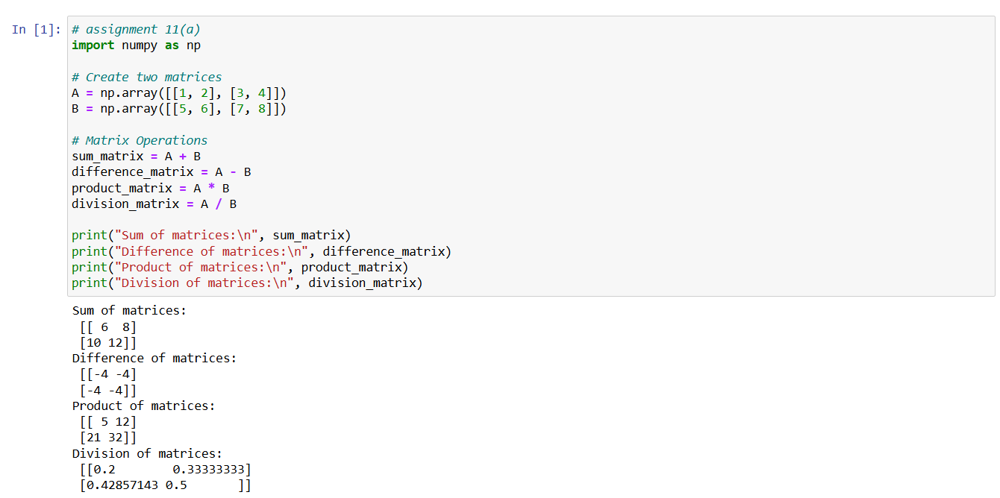 In [1]: # assignment 11(a)
import numpy as np
# Create two matrices
A = np.array([[1, 2], [3, 4]])
B = np.array([[5, 6], [7, 8]])
# Matrix Operations
sum_matrix = A + B
difference_matrix = A - B
product_matrix = A * B
division_matrix = A / B
print("Sum of matrices:\n", sum_matrix)
print("Difference of matrices:\n", difference_matrix)
print("Product of matrices:\n", product_matrix)
print("Division of matrices:\n", division_matrix)
Sum of matrices:
 [[ 6  8]
 [10 12]]
Difference of matrices:
 [[-4 -4]
 [-4 -4]]
Product of matrices:
 [[ 5 12]
 [21 32]]
Division of matrices:
 [[0.2        0.33333333]
 [0.42857143 0.5       ]]